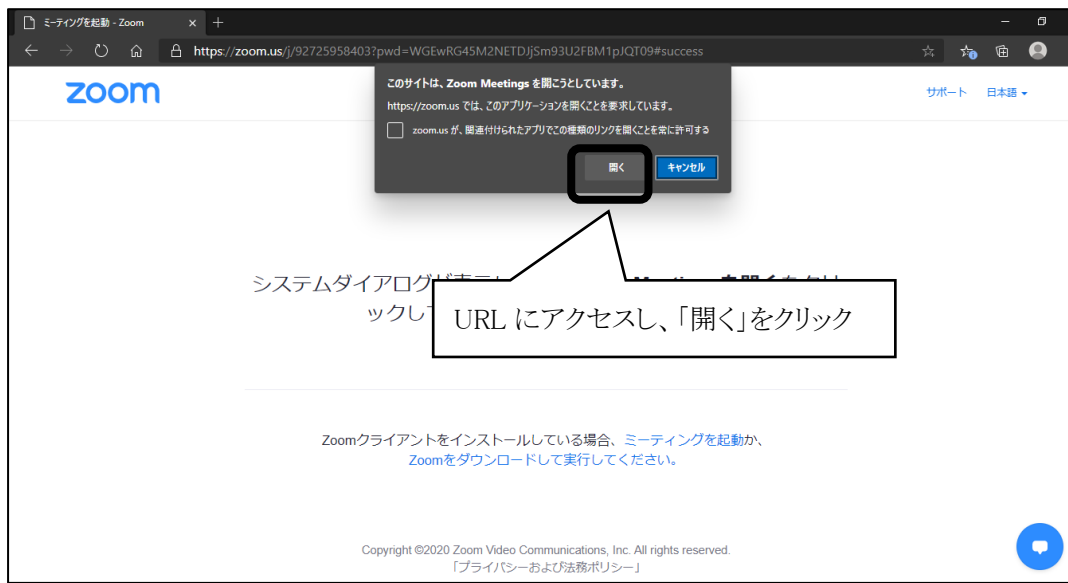 ミーティングを起動 - Zoom
https://zoom.us/j/92725958403?pwd=WGEwRG45M2NETDJjSm93U2FBM1pJQT09#success
zoom
サポート 日本語
このサイトは、Zoom Meetings を開こうとしています。
https://zoom.us では、このアプリケーションを開くことを要求しています。
zoom.us が、関連付けられたアプリでこの種類のリンクを開くことを常に許可する
開く キャンセル
システムダイアログが
ックして
URL にアクセスし、「開く」をクリック
Zoomクライアントをインストールしている場合、ミーティングを起動か、
Zoomをダウンロードして実行してください。
Copyright ©2020 Zoom Video Communications, Inc. All rights reserved.
「プライバシーおよび法務ポリシー」